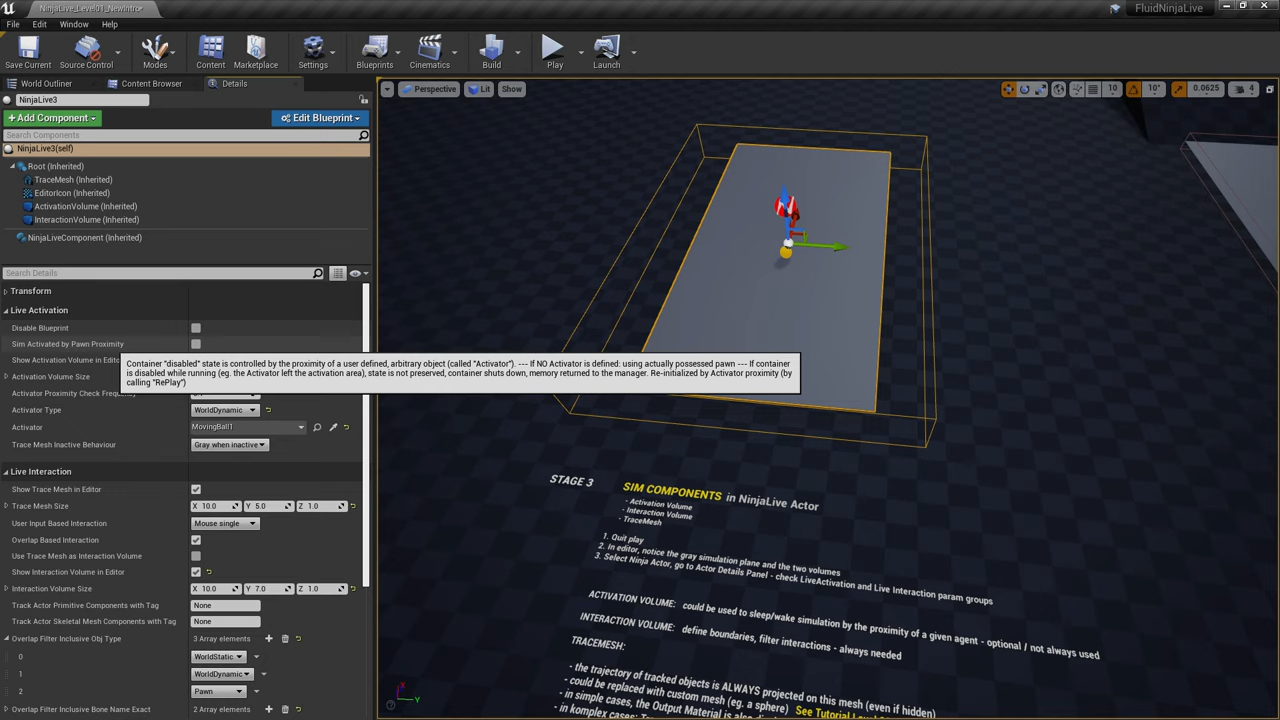 NinjaLive_Level01_NewIntro•
FluidNinjaLive
File Edit Window Help
Save Current Source Control Modes Content Marketplace Settings Blueprints Cinematics Build Play Launch
World Outliner Content Browser Details
Perspective Lit Show 10 10° 0.0625 4
NinjaLive3
+ Add Component Edit Blueprint
Search Components
NinjaLive3(self)
Root (Inherited)
TraceMesh (Inherited)
EditorIcon (Inherited)
ActivationVolume (Inherited)
InteractionVolume (Inherited)
NinjaLiveComponent (Inherited)
Search Details
Transform
Live Activation
Disable Blueprint
Sim Activated by Pawn Proximity
Show Activation Volume in Edito
Activation Volume Size
Container "disabled" state is controlled by the proximity of a user defined, arbitrary object (called "Activator"). --- If NO Activator is defined: using actually possessed pawn --- If container
is disabled while running (eg. the Activator left the activation area), state is not preserved, container shuts down, memory returned to the manager. Re-initialized by Activator proximity (by
calling "RePlay")
Activator Proximity Check Frequency
Activator Type WorldDynamic
Activator MovingBall1
Trace Mesh Inactive Behaviour Gray when inactive
Live Interaction
Show Trace Mesh in Editor
Trace Mesh Size X 10.0 Y 5.0 Z 1.0
User Input Based Interaction Mouse single
Overlap Based Interaction
Use Trace Mesh as Interaction Volume
Show Interaction Volume in Editor
Interaction Volume Size X 10.0 Y 7.0 Z 1.0
Track Actor Primitive Components with Tag None
Track Actor Skeletal Mesh Components with Tag None
Overlap Filter Inclusive Obj Type 3 Array elements
0 WorldStatic
1 WorldDynamic
2 Pawn
Overlap Filter Inclusive Bone Name Exact 2 Array elements
STAGE 3 SIM COMPONENTS in NinjaLive Actor
- Activation Volume
- Interaction Volume
- TraceMesh
1. Quit play
2. In editor, notice the gray simulation plane and the two volumes
3. Select Ninja Actor, go to Actor Details Panel - check LiveActivation and Live Interaction param groups
ACTIVATION VOLUME: could be used to sleep/wake simulation by the proximity of a given agent - optional / not always used
INTERACTION VOLUME: define boundaries, filter interactions - always needed
TRACEMESH:
- the trajectory of tracked objects is ALWAYS projected on this mesh (even if hidden)
- could be replaced with custom mesh (eg. a sphere) See Tutorial Level
- in simple cases, the Output Material is also
- in komplex cases:
X Y